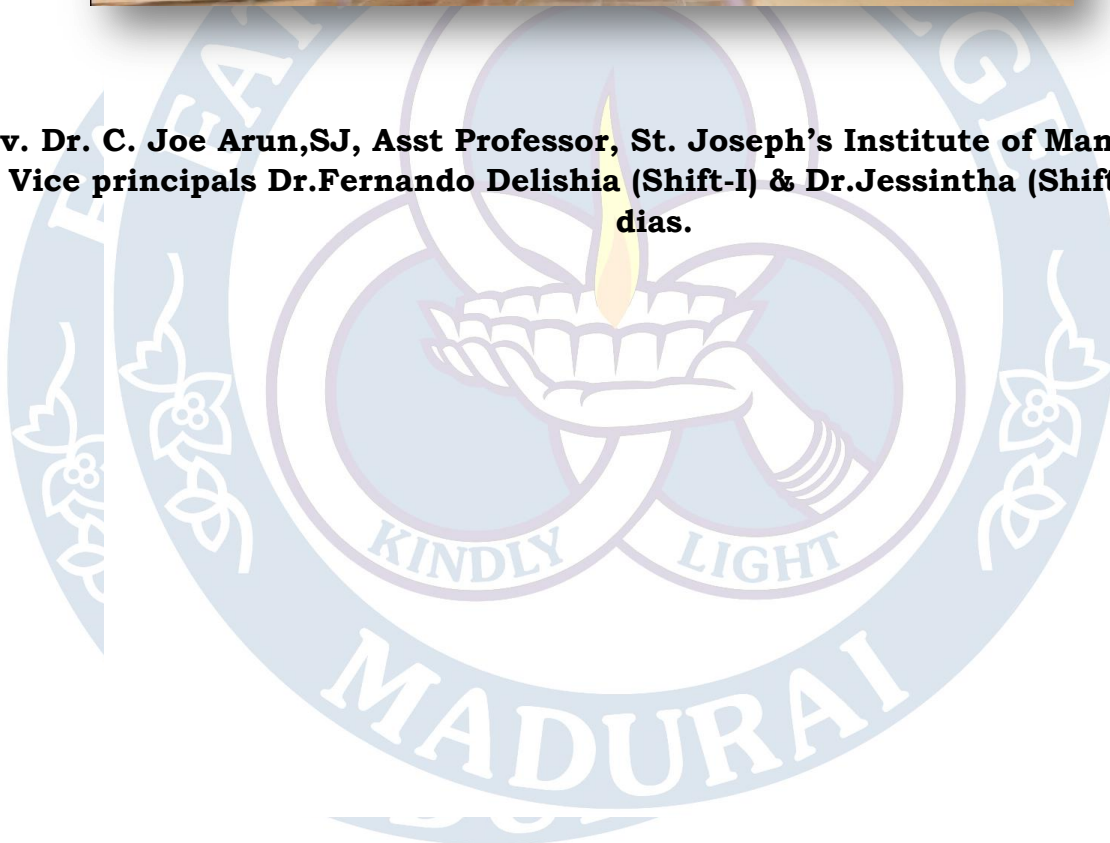 v. Dr. C. Joe Arun,SJ, Asst Professor, St. Joseph’s Institute of Man
Vice principals Dr.Fernando Delishia (Shift-I) & Dr.Jessintha (Shift
dias.
KINDLY LIGHT
MADURAI